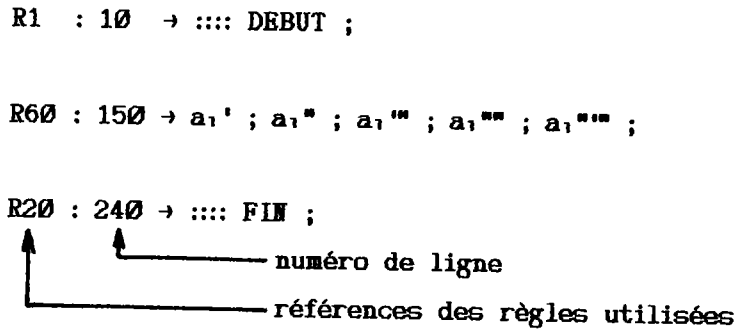 R1 : 10 → :::: DEBUT ;
R60 : 150 → a₁' ; a₁" ; a₁'" ; a₁"" ; a₁""' ;
R20 : 240 → :::: FIN ;
numéro de ligne
références des règles utilisées